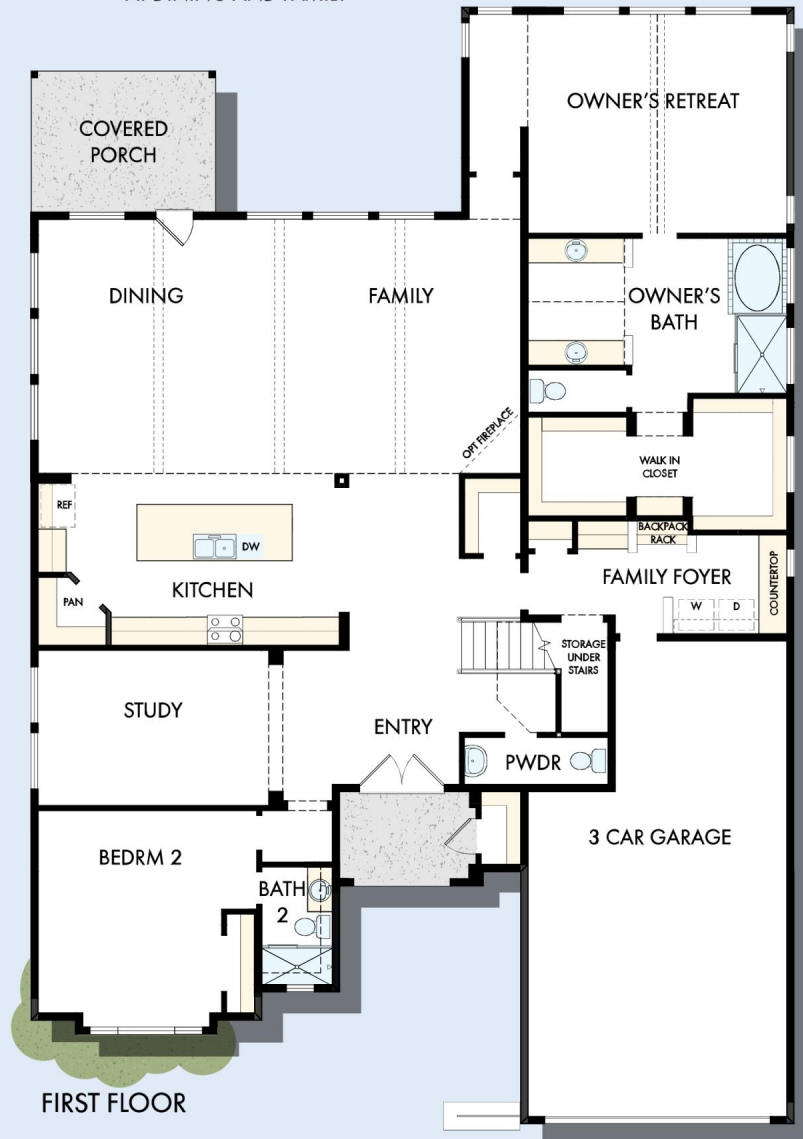 COVERED
PORCH
OWNER'S RETREAT
DINING
FAMILY
OWNER'S
BATH
OPT FIREPLACE
WALK IN
CLOSET
REF
DW
BACKPACK
RACK
KITCHEN
PAN
FAMILY FOYER
W
D
COUNTERTOP
STORAGE
UNDER
STAIRS
STUDY
ENTRY
PWDR
BEDRM 2
BATH
2
3 CAR GARAGE
FIRST FLOOR